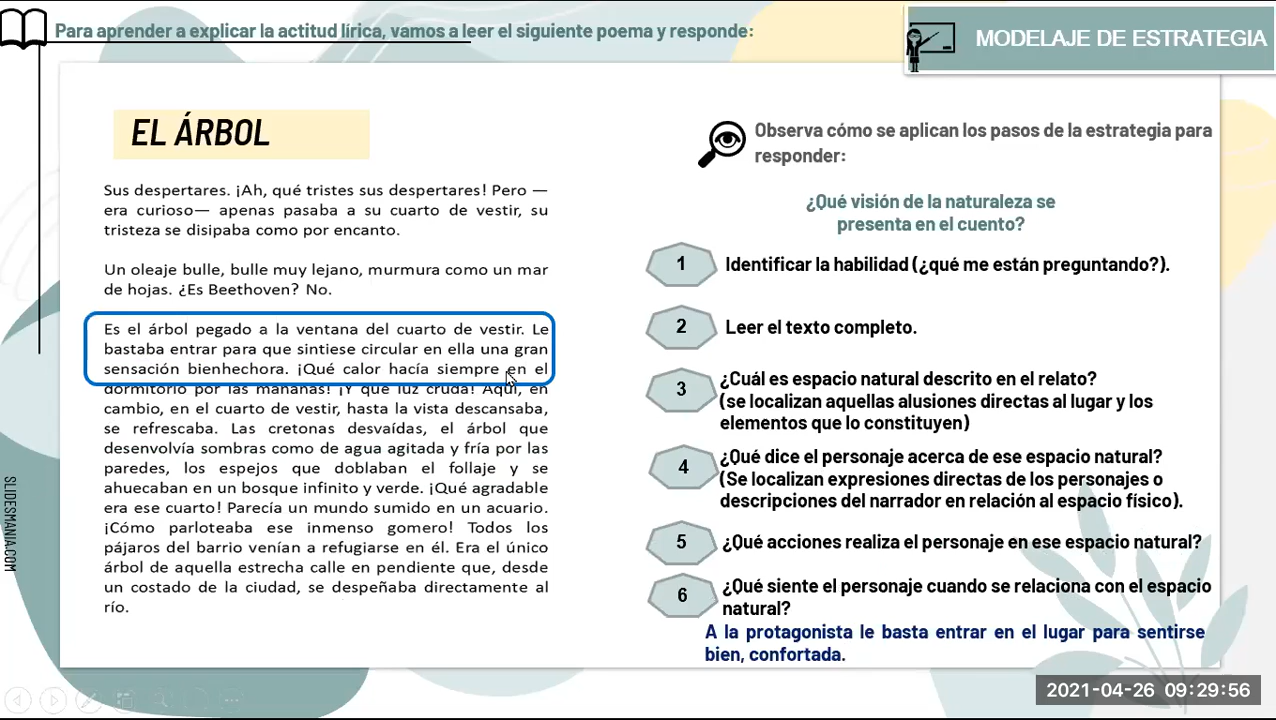 Para aprender a explicar la actitud lírica, vamos a leer el siguiente poema y responde:
MODELAJE DE ESTRATEGIA
EL ÁRBOL
Sus despertares. ¡Ah, qué tristes sus despertares! Pero —
era curioso— apenas pasaba a su cuarto de vestir, su
tristeza se disipaba como por encanto.
Un oleaje bulle, bulle muy lejano, murmura como un mar
de hojas. ¿Es Beethoven? No.
Es el árbol pegado a la ventana del cuarto de vestir. Le
bastaba entrar para que sintiese circular en ella una gran
sensación bienhechora. ¡Qué calor hacía siempre en el
dormitorio por las mañanas! ¡Y qué luz cruda! Aquí, en
cambio, en el cuarto de vestir, hasta la vista descansaba,
se refrescaba. Las cretonas desvaídas, el árbol que
desenvolvía sombras como de agua agitada y fría por las
paredes, los espejos que doblaban el follaje y se
ahuecaban en un bosque infinito y verde. ¡Qué agradable
era ese cuarto! Parecía un mundo sumido en un acuario.
¡Cómo parloteaba ese inmenso gomero! Todos los
pájaros del barrio venían a refugiarse en él. Era el único
árbol de aquella estrecha calle en pendiente que, desde
un costado de la ciudad, se despeñaba directamente al
río.
Observa cómo se aplican los pasos de la estrategia para
responder:
¿Qué visión de la naturaleza se
presenta en el cuento?
1 Identificar la habilidad (¿qué me están preguntando?).
2 Leer el texto completo.
3 ¿Cuál es espacio natural descrito en el relato?
(se localizan aquellas alusiones directas al lugar y los
elementos que lo constituyen)
4 ¿Qué dice el personaje acerca de ese espacio natural?
(Se localizan expresiones directas de los personajes o
descripciones del narrador en relación al espacio físico).
5 ¿Qué acciones realiza el personaje en ese espacio natural?
6 ¿Qué siente el personaje cuando se relaciona con el espacio
natural?
A la protagonista le basta entrar en el lugar para sentirse
bien, confortada.
SLIDESMANIA.COM
2021-04-26 09:29:56